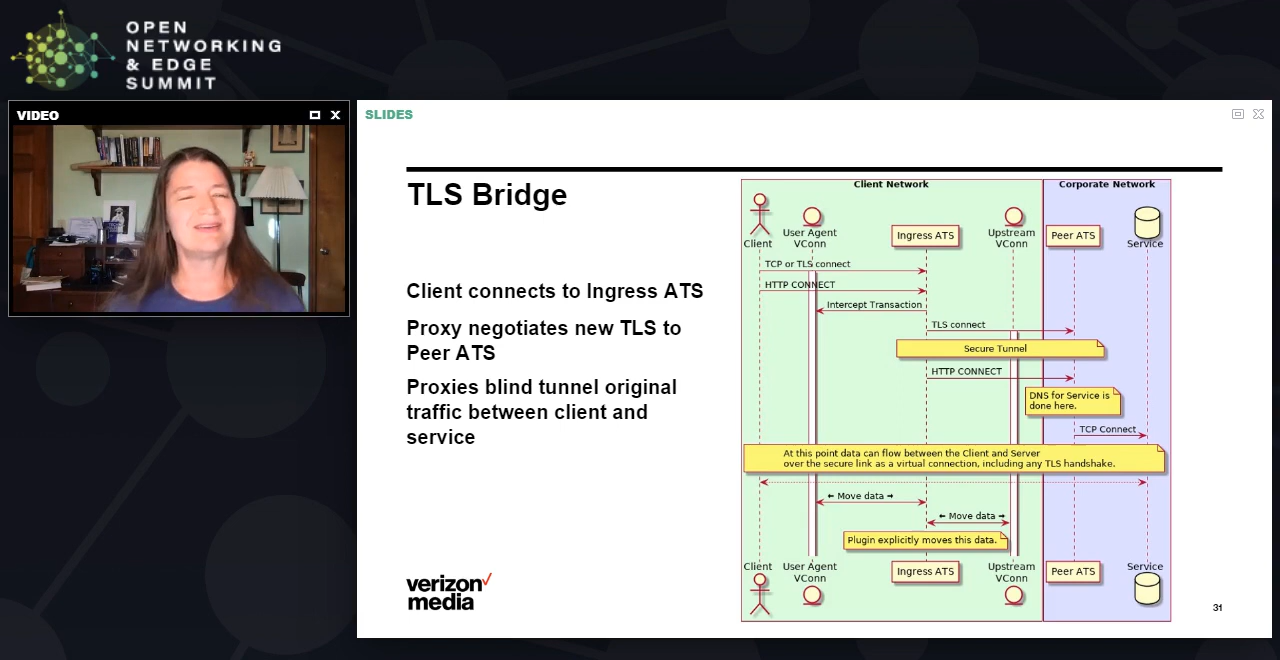 OPEN
NETWORKING
& EDGE
SUMMIT
VIDEO
SLIDES
TLS Bridge
Client connects to Ingress ATS
Proxy negotiates new TLS to
Peer ATS
Proxies blind tunnel original
traffic between client and
service
Client Network
Corporate Network
Client
User Agent
VConn
Ingress ATS
Upstream
VConn
Peer ATS
Service
TCP or TLS connect
HTTP CONNECT
Intercept Transaction
TLS connect
Secure Tunnel
HTTP CONNECT
DNS for Service is
done here.
TCP Connect
At this point data can flow between the Client and Server
over the secure link as a virtual connection, including any TLS handshake.
← Move data →
← Move data →
Plugin explicitly moves this data.
Client
User Agent
VConn
Ingress ATS
Upstream
VConn
Peer ATS
Service
verizon✓
media
31